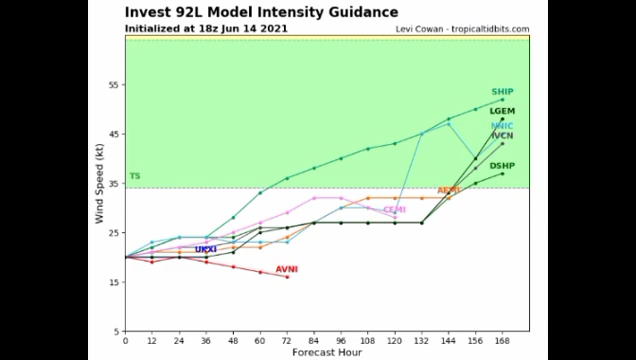 Invest 92L Model Intensity Guidance
Initialized at 18z Jun 14 2021
Levi Cowan - tropicaltidbits.com
55
45
35
25
15
5
Wind Speed (kt)
TS
SHIP
LGEM
NNIC
IVCN
DSHP
AEMI
CEMI
UKXI
AVNI
0 12 24 36 48 60 72 84 96 108 120 132 144 156 168
Forecast Hour